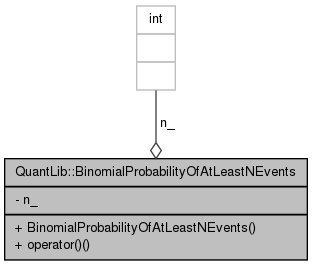 int
n_
QuantLib::BinomialProbabilityOfAtLeastNEvents
- n_
+ BinomialProbabilityOfAtLeastNEvents()
+ operator()()